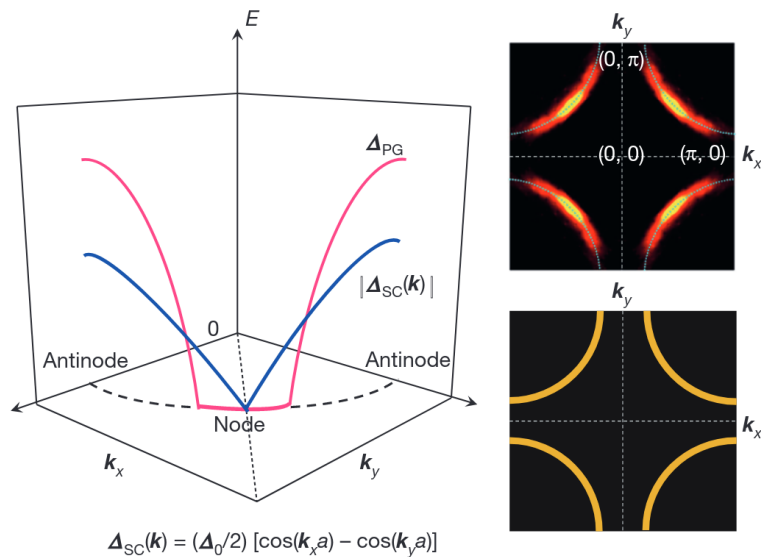 E
Δ_PG
|Δ_SC(k)|
0
Antinode
Antinode
Node
k_x
k_y
Δ_SC(k) = (Δ_0/2) [cos(k_xa) – cos(k_ya)]
k_y
(0, π)
(0, 0)
(π, 0)
k_x
k_y
k_x